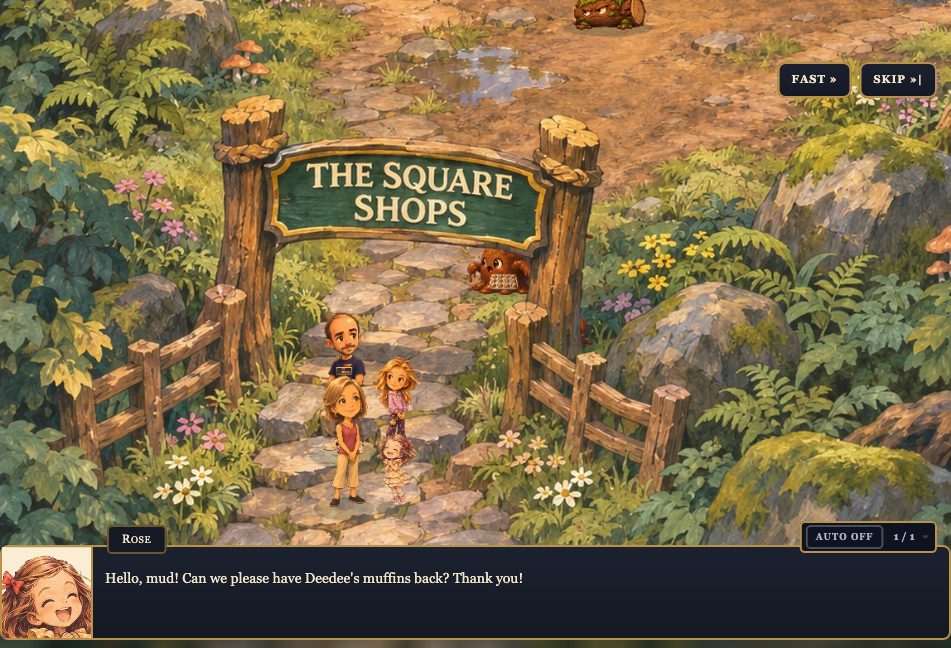 FAST »
SKIP »|
THE SQUARE
SHOPS
ROSE
AUTO OFF
1 / 1
Hello, mud! Can we please have Deedee's muffins back? Thank you!